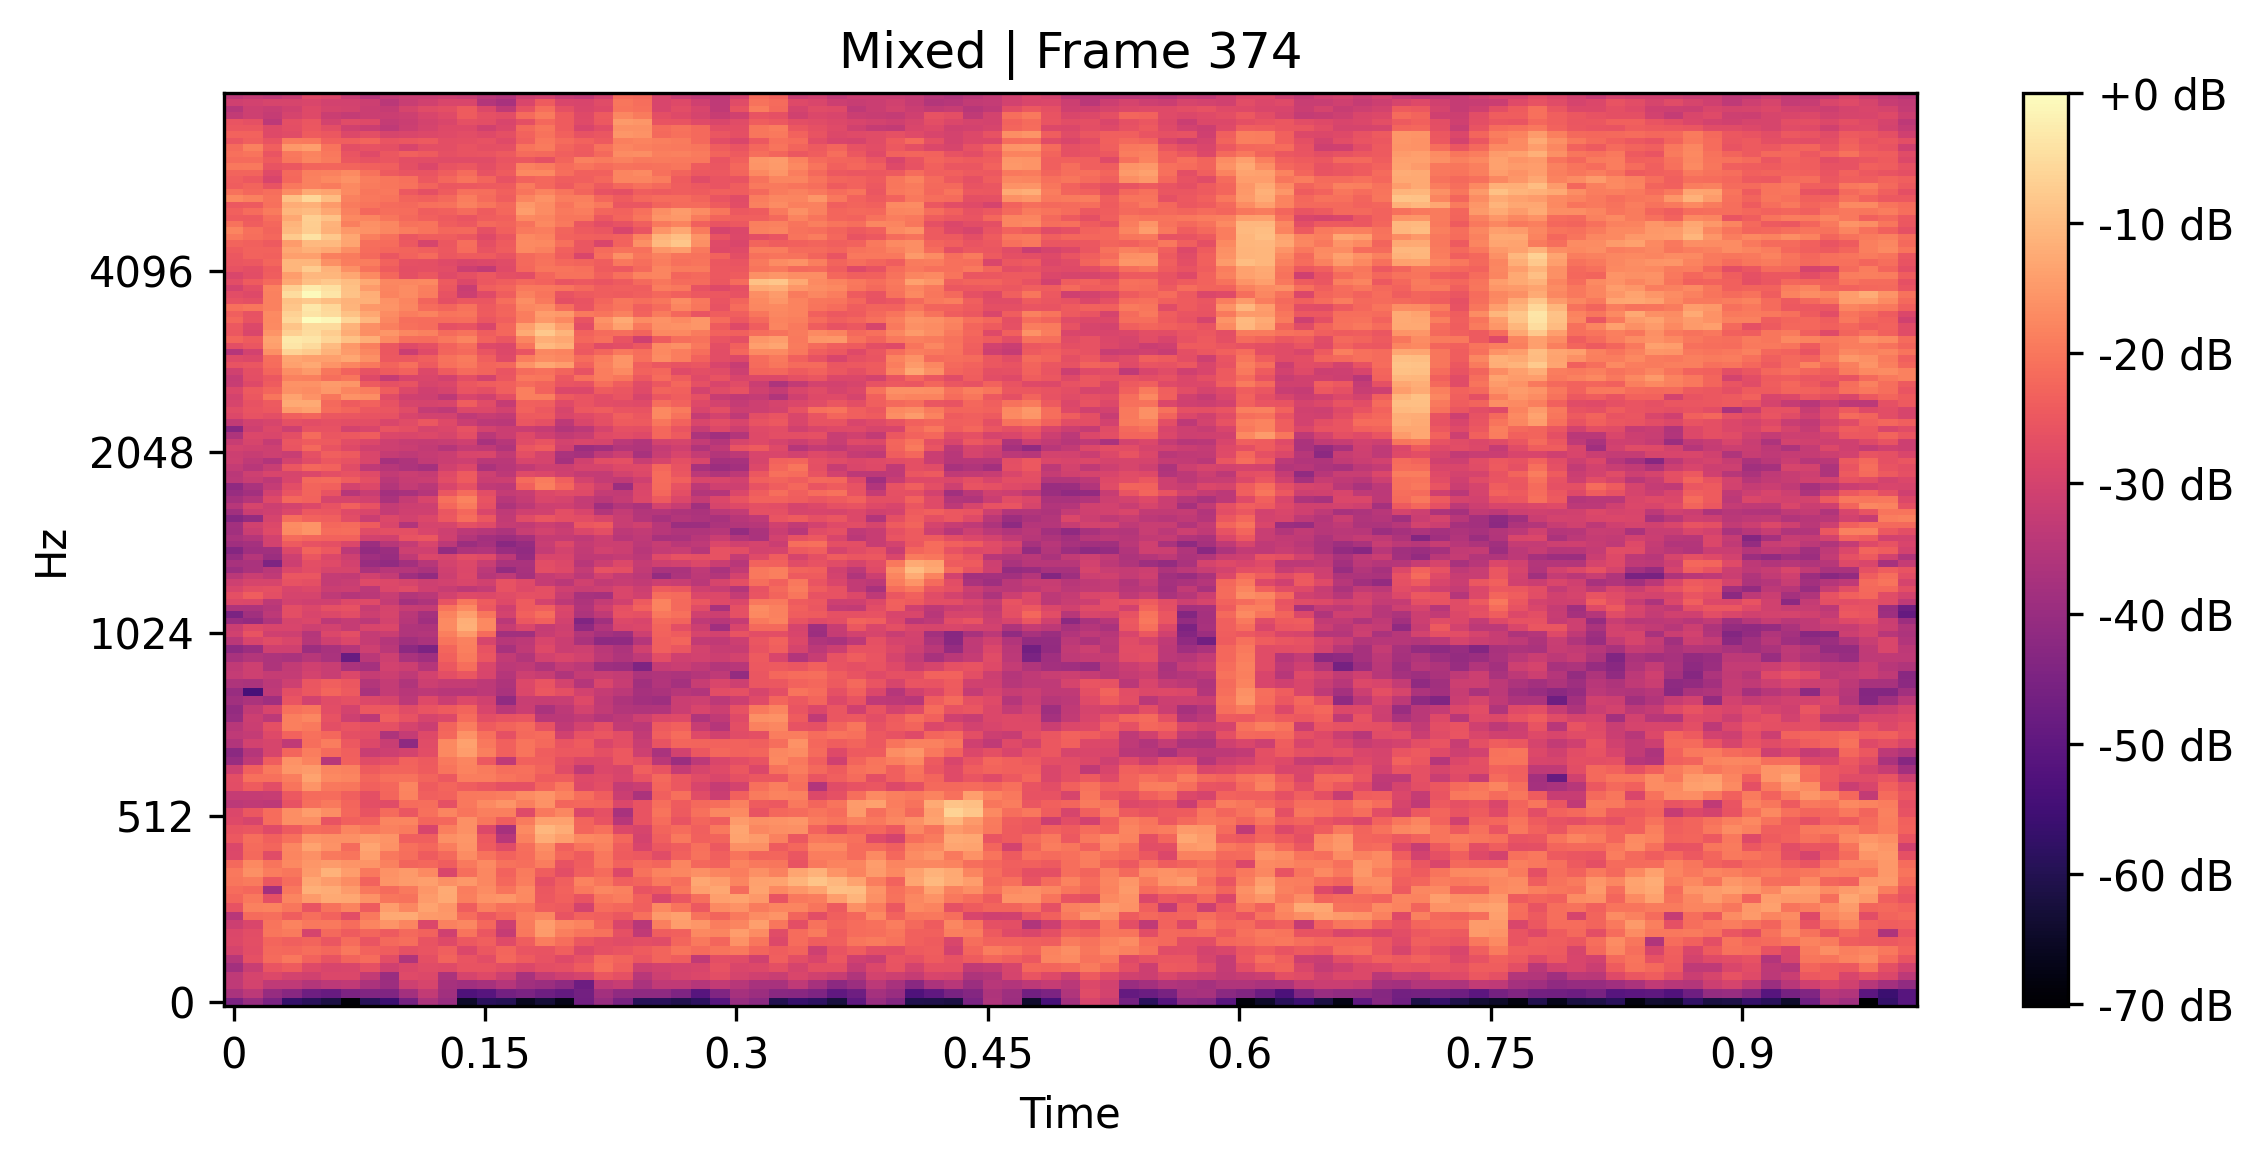 Mixed | Frame 374
+0 dB
-10 dB
-20 dB
-30 dB
-40 dB
-50 dB
-60 dB
-70 dB
Hz
4096
2048
1024
512
0
0 0.15 0.3 0.45 0.6 0.75 0.9
Time